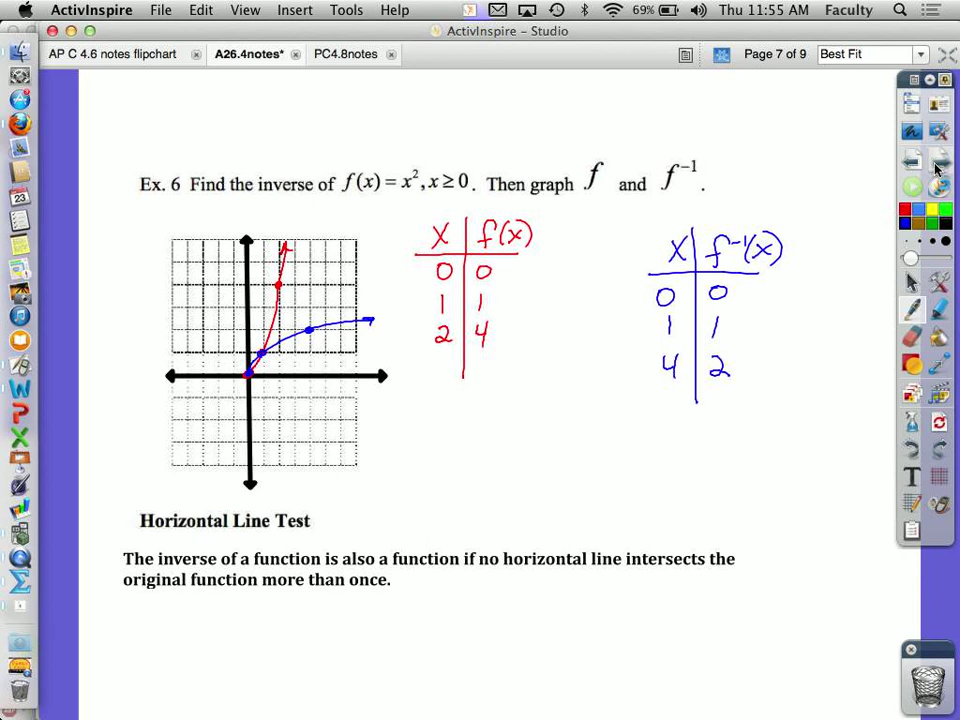 ActivInspire File Edit View Insert Tools Help 69% Thu 11:55 AM Faculty
ActivInspire – Studio
AP C 4.6 notes flipchart A26.4notes* PC4.8notes Page 7 of 9 Best Fit
Ex. 6 Find the inverse of f(x) = x², x ≥ 0. Then graph f and f⁻¹.
X f(x)
0 0
1 1
2 4
X f⁻¹(x)
0 0
1 1
4 2
Horizontal Line Test
The inverse of a function is also a function if no horizontal line intersects the
original function more than once.
23